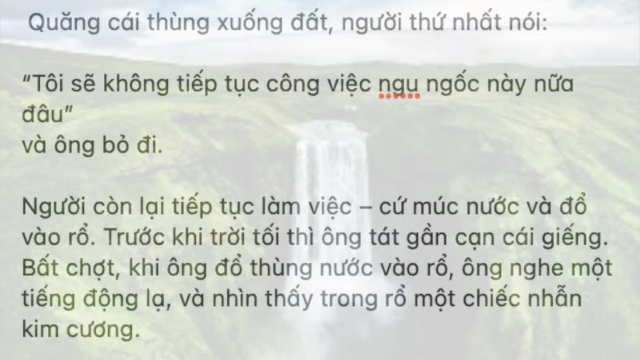 Quăng cái thùng xuống đất, người thứ nhất nói:
“Tôi sẽ không tiếp tục công việc ngu ngốc này nữa
đâu”
và ông bỏ đi.
Người còn lại tiếp tục làm việc – cứ múc nước và đổ
vào rổ. Trước khi trời tối thì ông tát gần cạn cái giếng.
Bất chợt, khi ông đổ thùng nước vào rổ, ông nghe một
tiếng động lạ, và nhìn thấy trong rổ một chiếc nhẫn
kim cương.